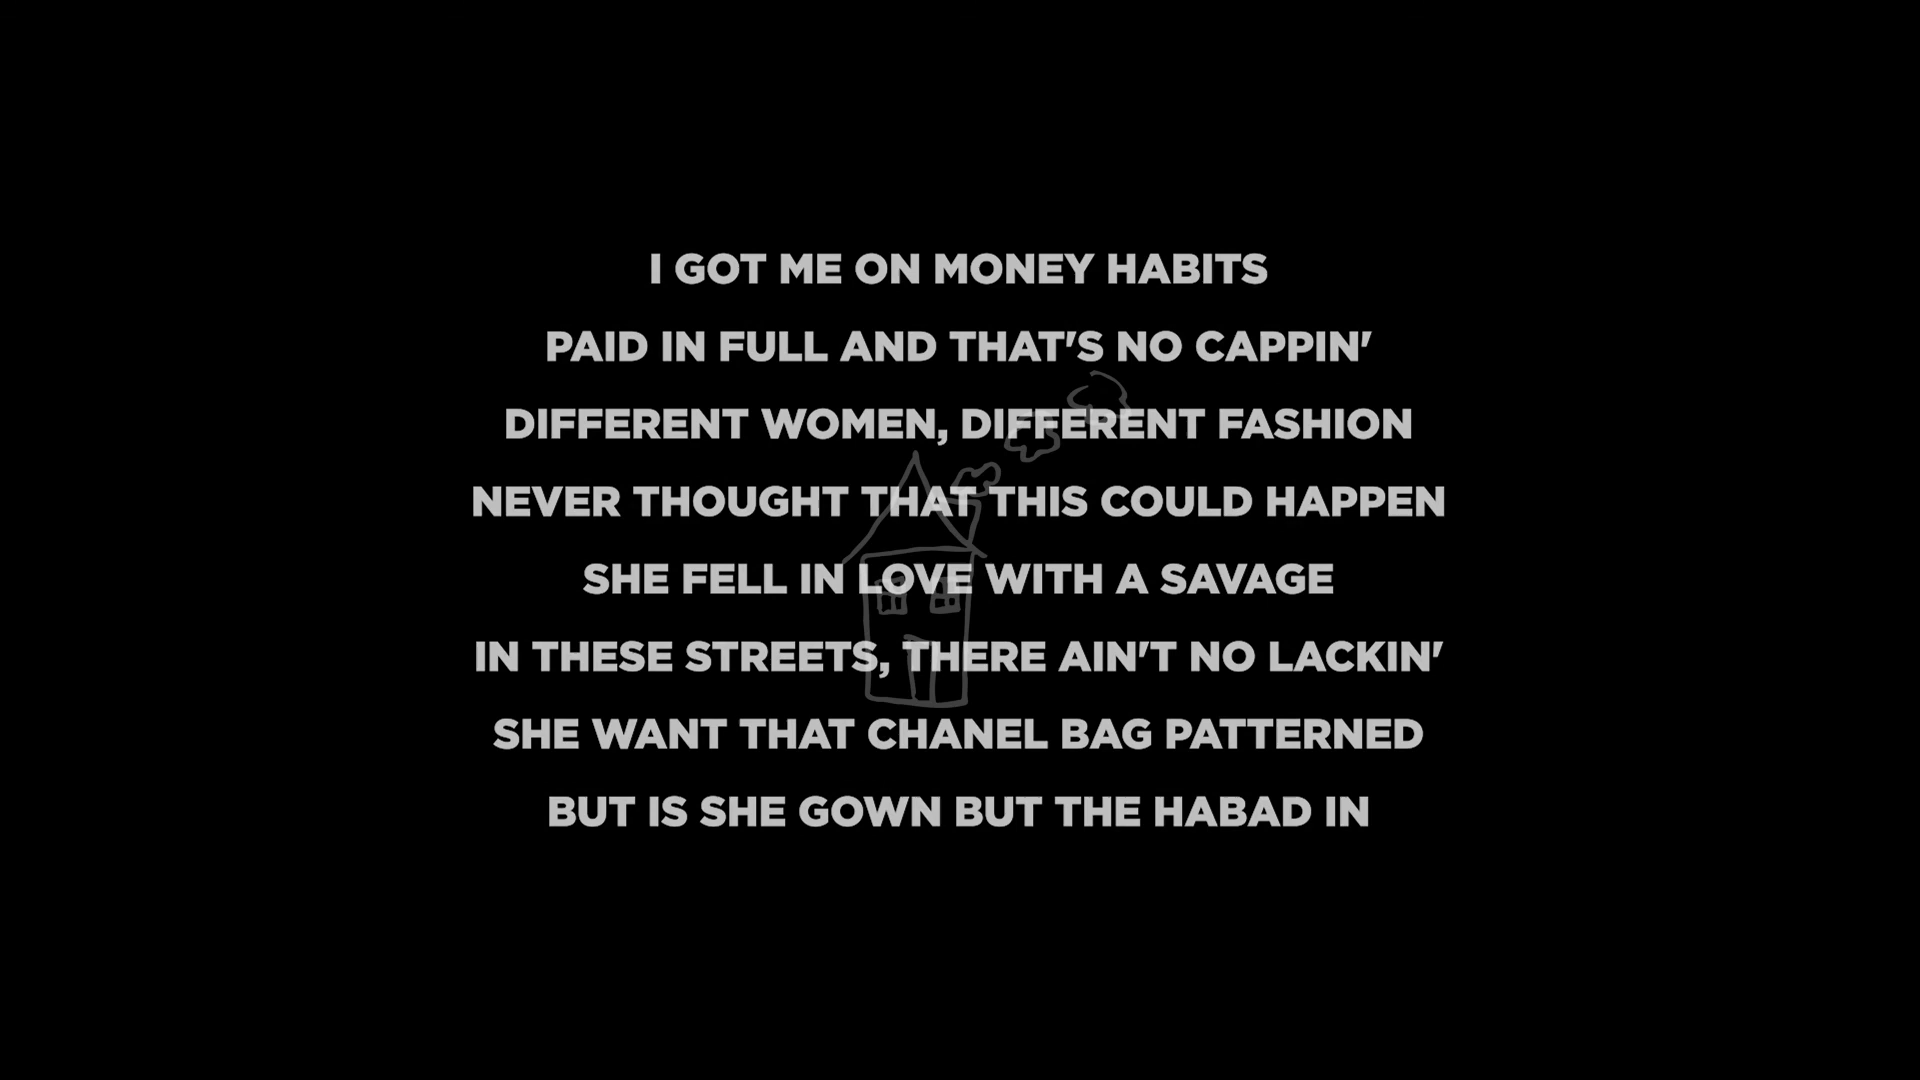 I GOT ME ON MONEY HABITS
PAID IN FULL AND THAT'S NO CAPPIN'
DIFFERENT WOMEN, DIFFERENT FASHION
NEVER THOUGHT THAT THIS COULD HAPPEN
SHE FELL IN LOVE WITH A SAVAGE
IN THESE STREETS, THERE AIN'T NO LACKIN'
SHE WANT THAT CHANEL BAG PATTERNED
BUT IS SHE GOWN BUT THE HABAD IN